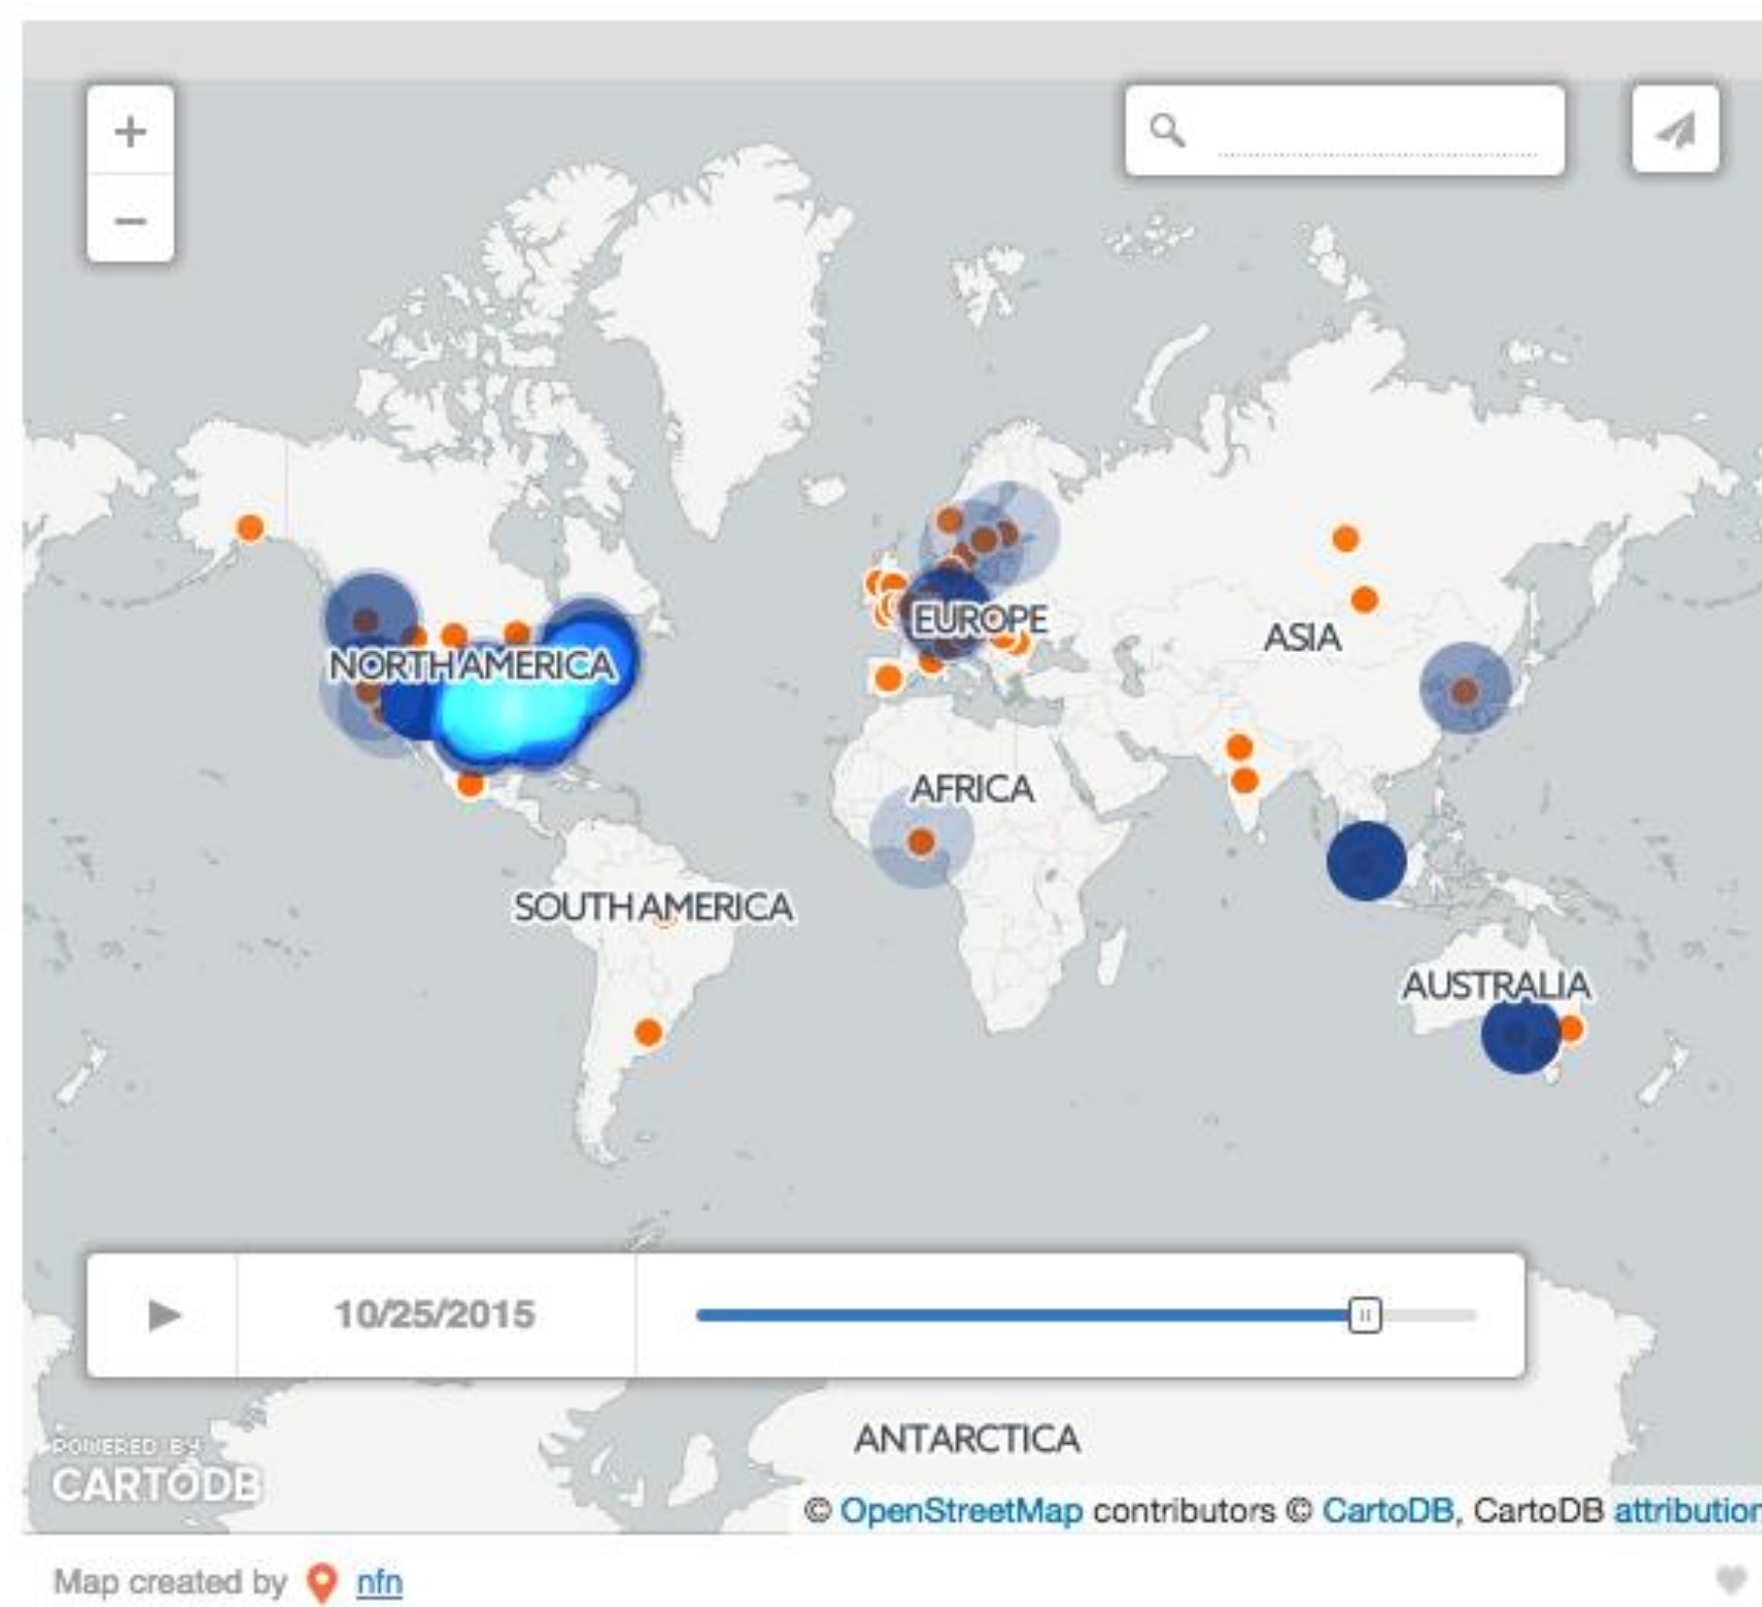 +
−
NORTH AMERICA
EUROPE
ASIA
AFRICA
SOUTH AMERICA
AUSTRALIA
10/25/2015
ANTARCTICA
POWERED BY
CARTODB
© OpenStreetMap contributors © CartoDB, CartoDB attribution
Map created by nfn